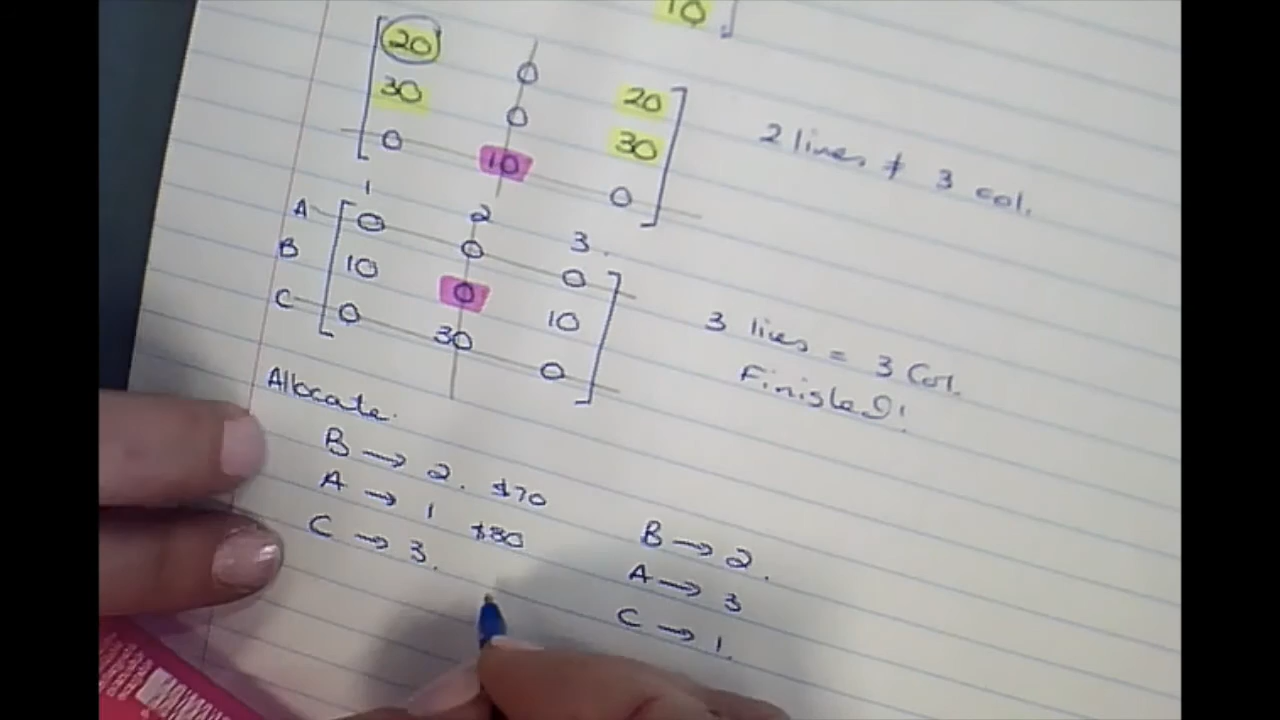 10
20 0 20
30 0 30
0 10 0
2 lines ≠ 3 col.
1 2 3.
A 0 0 0
B 10 0 10
C 0 30 0
3 lines = 3 Col.
Finished!
Allocate.
B → 2. $70
A → 1 $80
C → 3.
B → 2.
A → 3
C → 1.